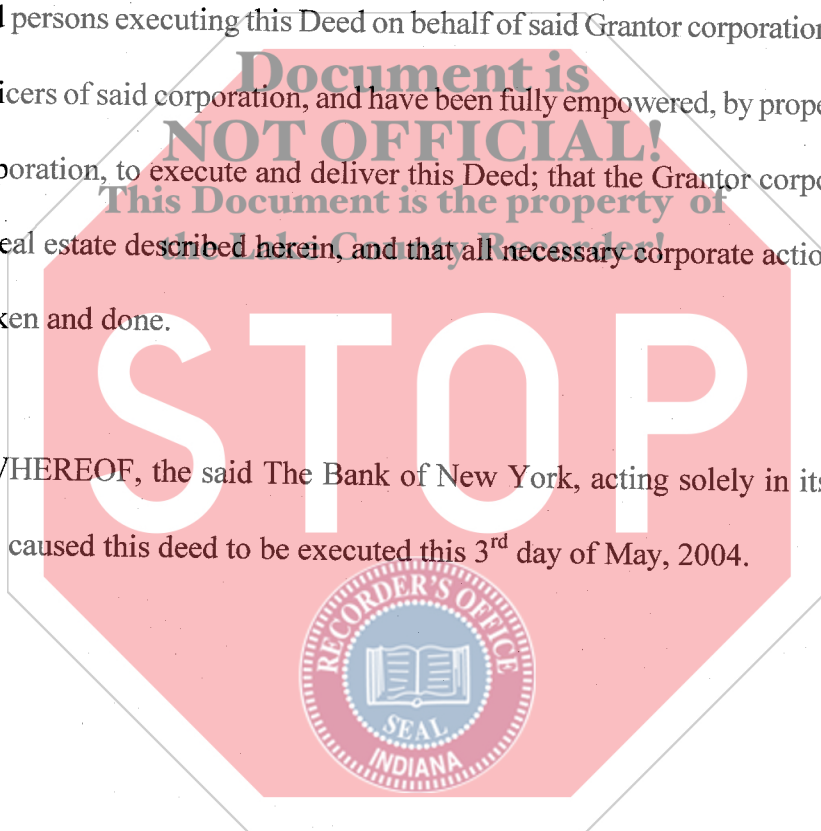 persons executing this Deed on behalf of said Grantor corporation
Document is
icers of said corporation, and have been fully empowered, by prope
NOT OFFICIAL!
poration, to execute and deliver this Deed; that the Grantor corpo
This Document is the property of
eal estate described herein, and that all necessary corporate actio
the Lake County Recorder!
ken and done.
STOP
WHEREOF, the said The Bank of New York, acting solely in its
caused this deed to be executed this 3rd day of May, 2004.
RECORDER'S OFFICE
SEAL
INDIANA